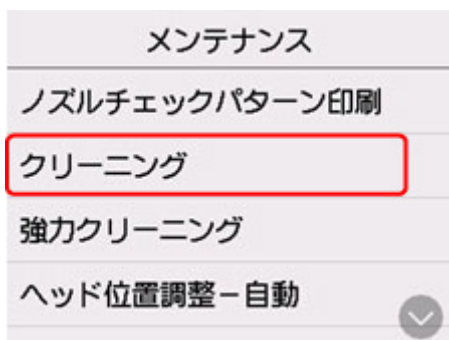 メンテナンス
ノズルチェックパターン印刷
クリーニング
強力クリーニング
ヘッド位置調整－自動